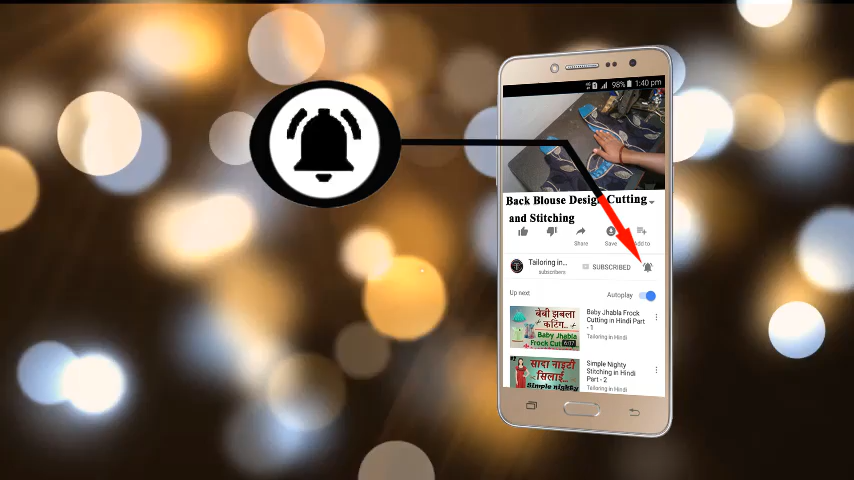 98% 1:40 pm
Back Blouse Design Cutting
and Stitching
Share Save Add to
Tailoring in...
subscribers
SUBSCRIBED
Up next
Autoplay
बेबी झबला
कटिंग..
Baby Jhabla
Frock Cut
6:07
Baby Jhabla Frock
Cutting in Hindi Part
- 1
Tailoring in Hindi
सादा नाइटी
सिलाई...
Simple nighty
Simple Nighty
Stitching in Hindi
Part - 2
Tailoring in Hindi